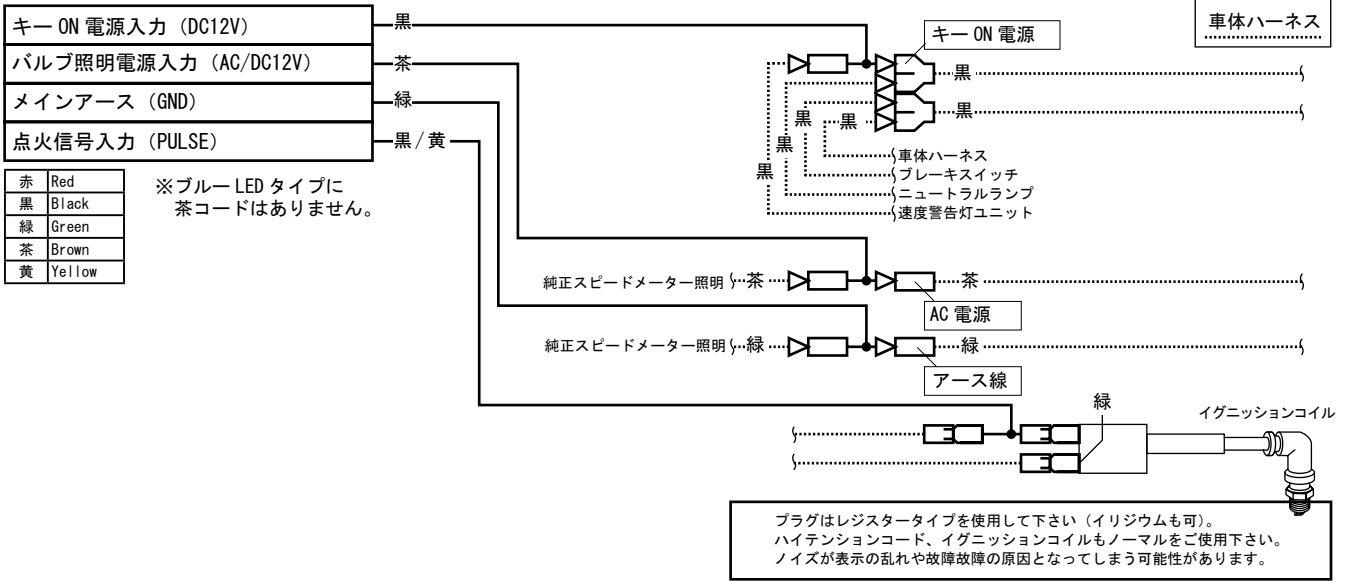 キー ON 電源入力（DC12V）
バルブ照明電源入力（AC/DC12V）
メインアース（GND）
点火信号入力（PULSE）
黒
茶
緑
黒/黄
赤 Red
黒 Black
緑 Green
茶 Brown
黄 Yellow
※ブルー LED タイプに
茶コードはありません。
車体ハーネス
キー ON 電源
黒
黒
黒
黒
黒
黒
車体ハーネス
ブレーキスイッチ
ニュートラルランプ
速度警告灯ユニット
純正スピードメーター照明 茶 茶
AC 電源
純正スピードメーター照明 緑 緑
アース線
緑
イグニッションコイル
プラグはレジスタータイプを使用して下さい（イリジウムも可）。
ハイテンションコード、イグニッションコイルもノーマルをご使用下さい。
ノイズが表示の乱れや故障故障の原因となってしまう可能性があります。